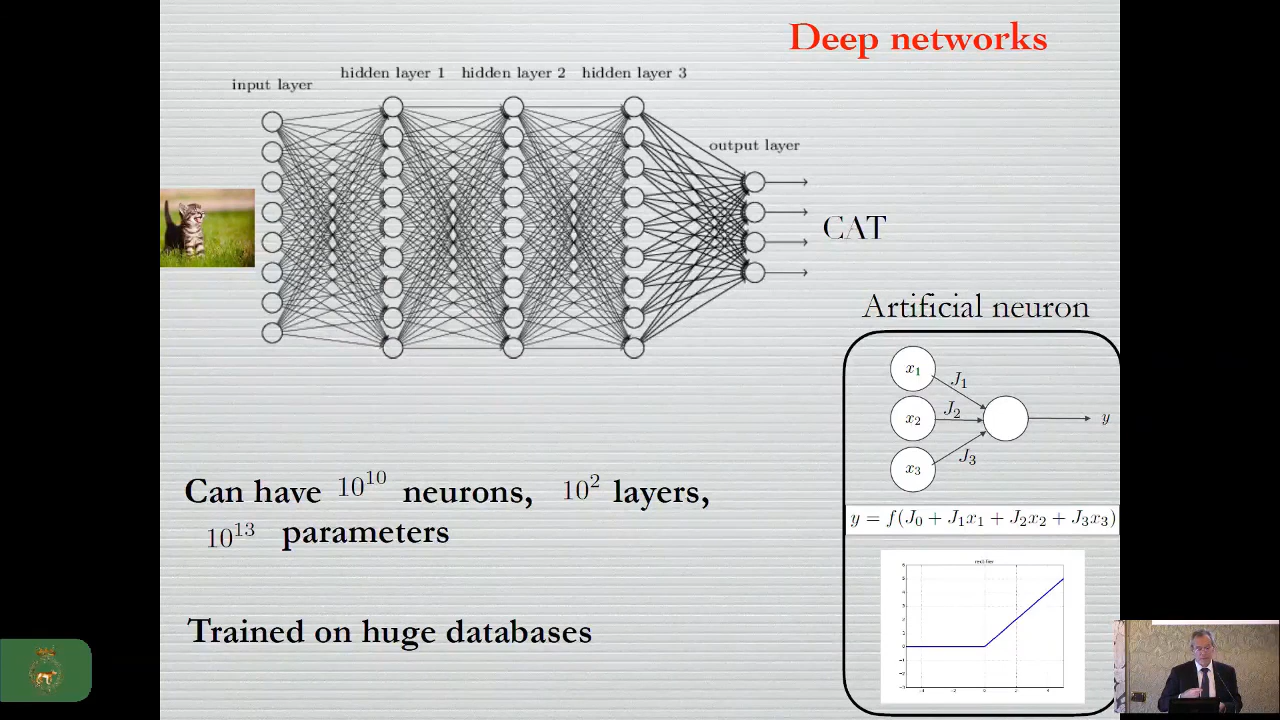 Deep networks
input layer
hidden layer 1 hidden layer 2 hidden layer 3
output layer
CAT
Artificial neuron
x₁
J₁
x₂
J₂
y
x₃
J₃
y = f(J₀ + J₁x₁ + J₂x₂ + J₃x₃)
Can have 10¹⁰ neurons, 10² layers,
10¹³ parameters
Trained on huge databases